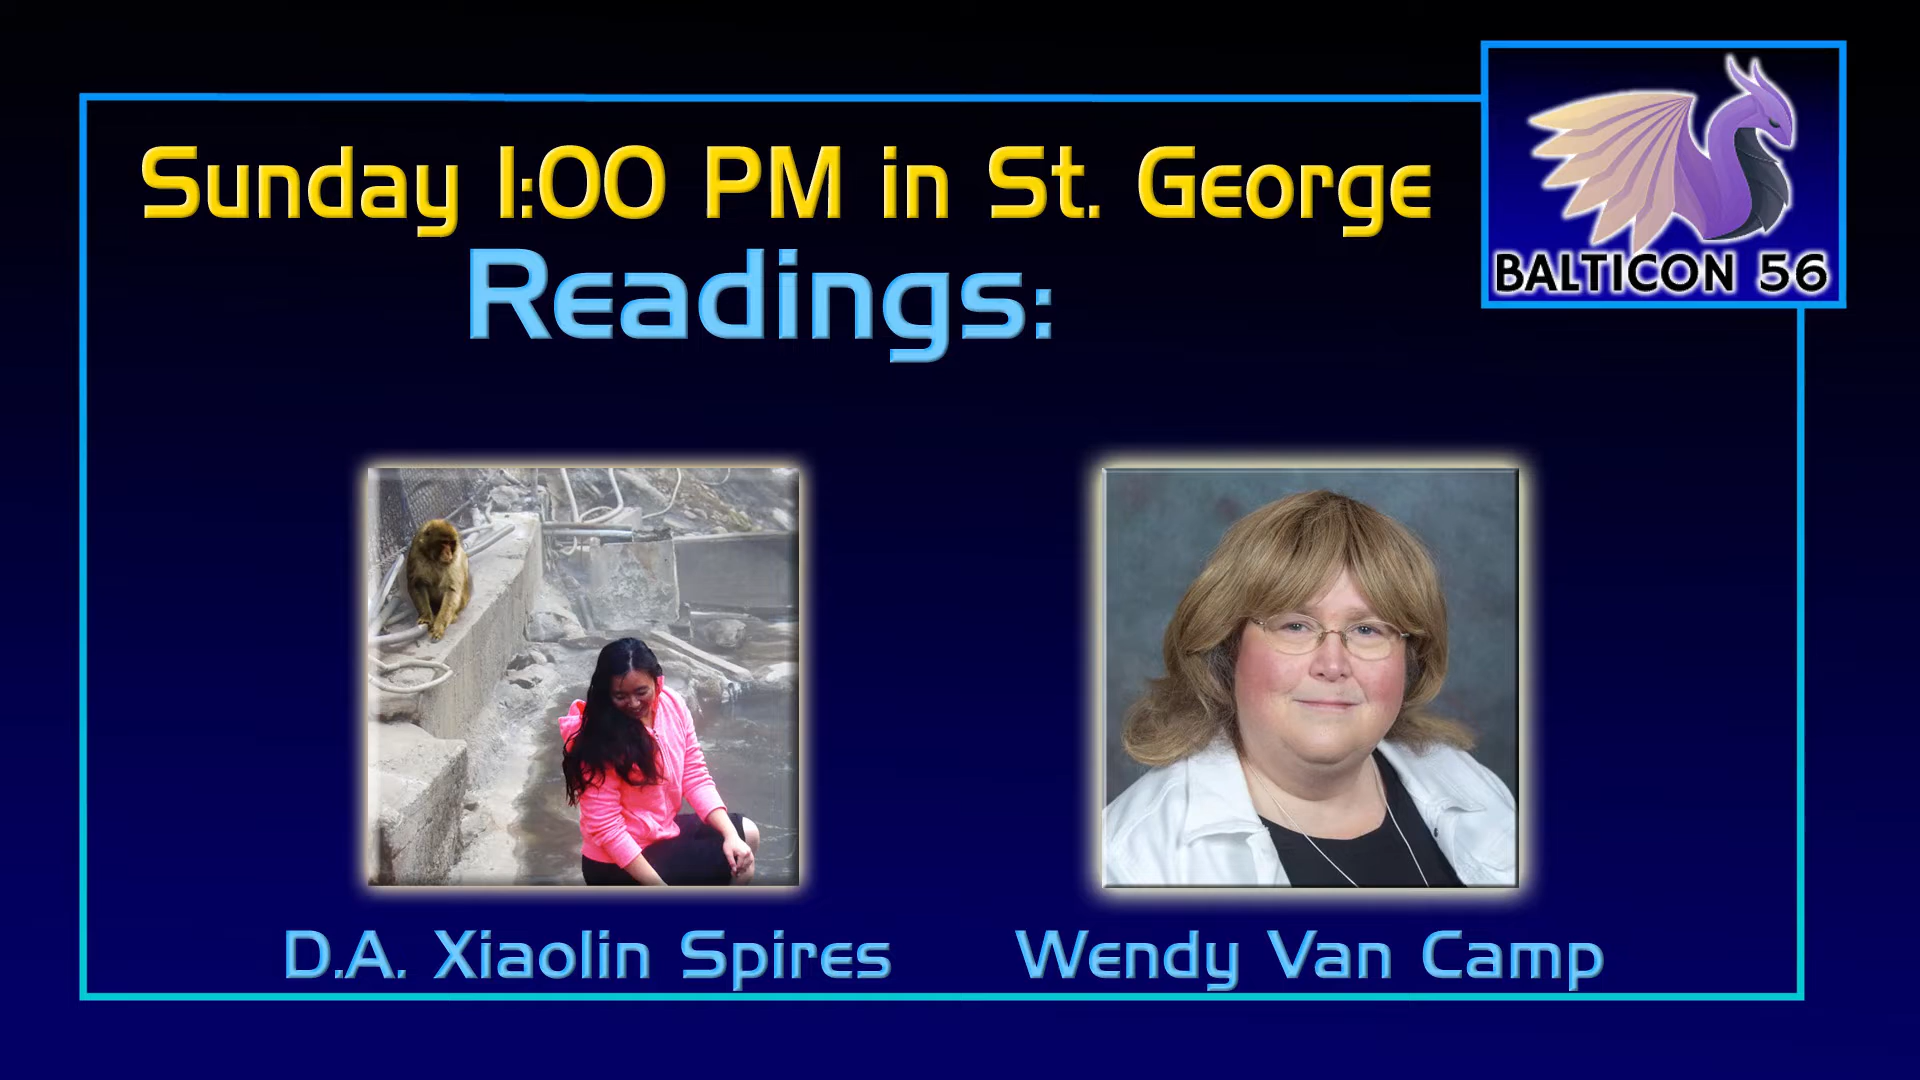 Sunday 1:00 PM in St. George
Readings:
BALTICON 56
D.A. Xiaolin Spires
Wendy Van Camp